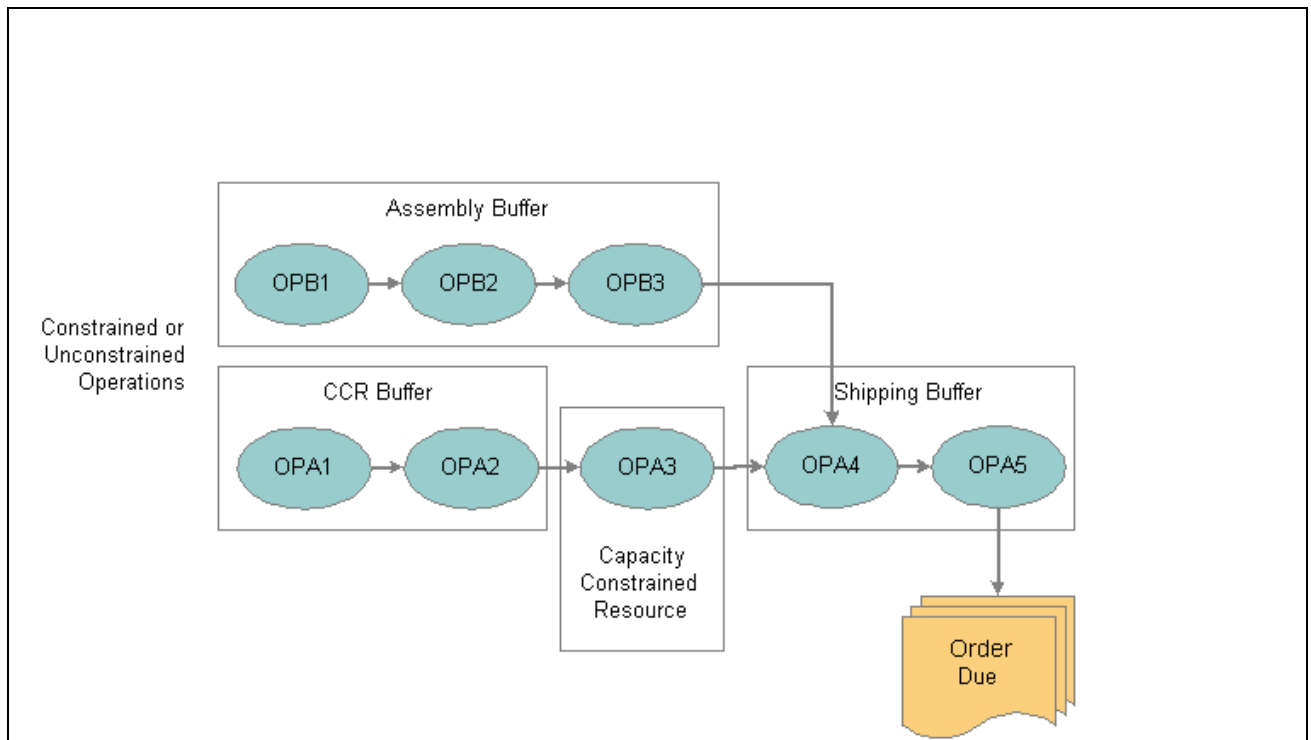 Assembly Buffer
OPB1
OPB2
OPB3
Constrained or
Unconstrained
Operations
CCR Buffer
Shipping Buffer
OPA1
OPA2
OPA3
OPA4
OPA5
Capacity
Constrained
Resource
Order
Due